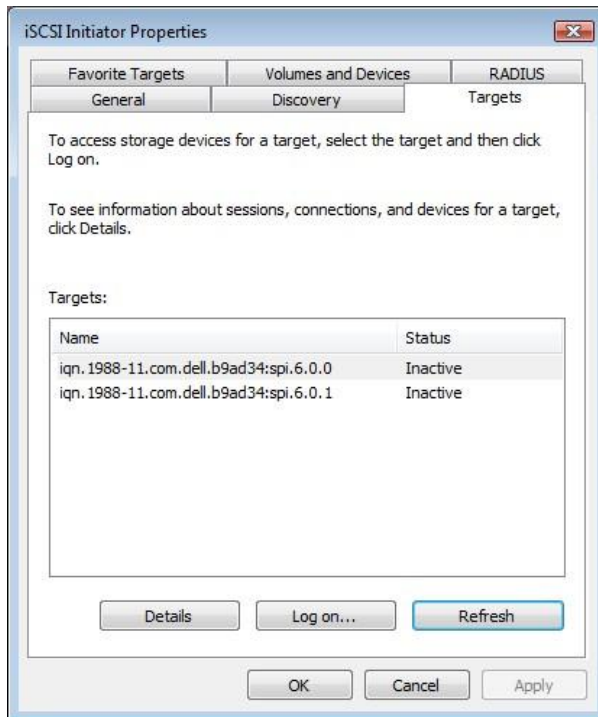 iSCSI Initiator Properties
Favorite Targets Volumes and Devices RADIUS
General Discovery Targets
To access storage devices for a target, select the target and then click
Log on.
To see information about sessions, connections, and devices for a target,
click Details.
Targets:
Name Status
iqn.1988-11.com.dell.b9ad34:spi.6.0.0 Inactive
iqn.1988-11.com.dell.b9ad34:spi.6.0.1 Inactive
Details Log on... Refresh
OK Cancel Apply